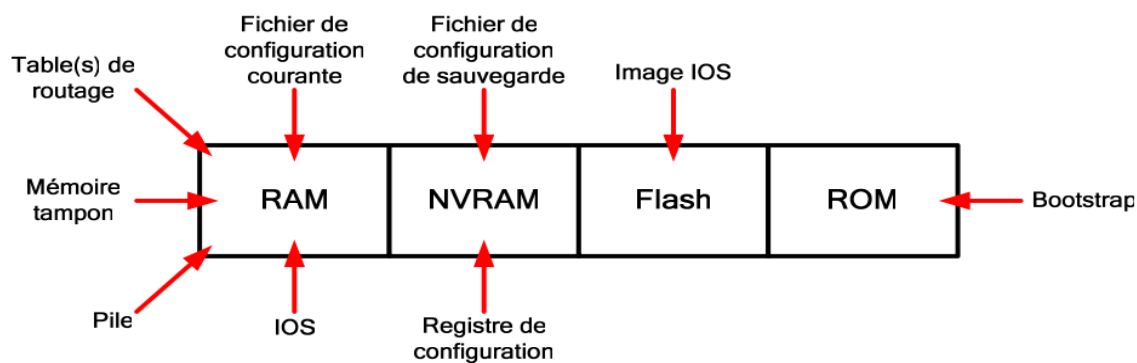 Fichier de
configuration
courante
Fichier de
configuration
de sauvegarde
Table(s) de
routage
Image IOS
Mémoire
tampon
RAM
NVRAM
Flash
ROM
Bootstrap
Pile
IOS
Registre de
configuration